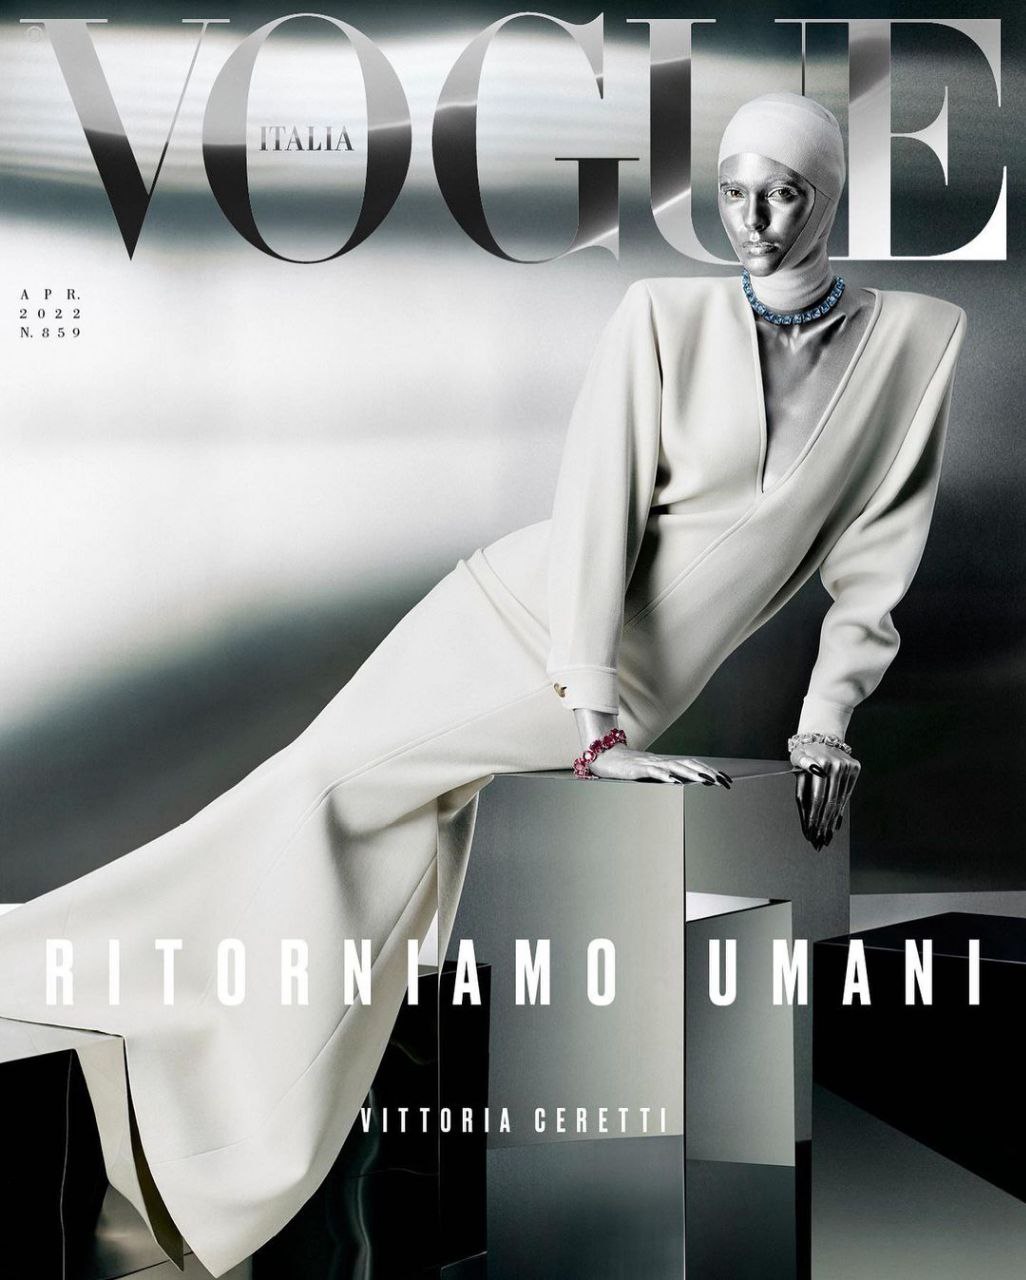 VOGUE
ITALIA
APR.
2022
N. 859
RITORNIAMO UMANI
VITTORIA CERETTI